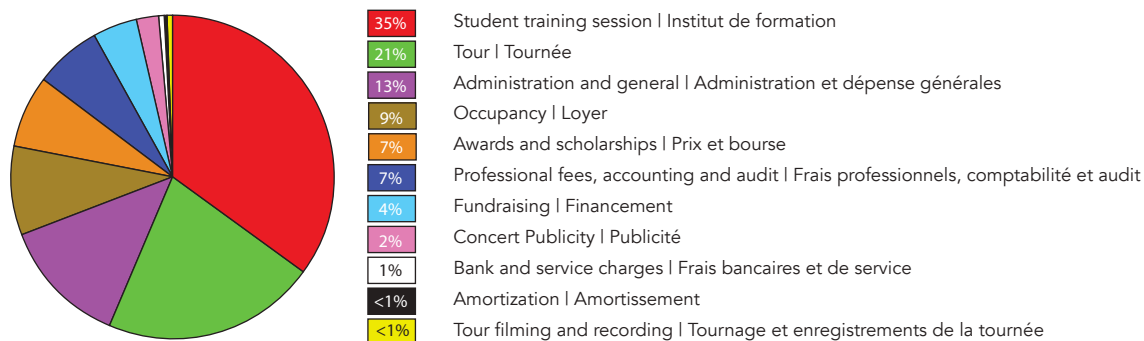 35% Student training session | Institut de formation
21% Tour | Tournée
13% Administration and general | Administration et dépense générales
9% Occupancy | Loyer
7% Awards and scholarships | Prix et bourse
7% Professional fees, accounting and audit | Frais professionnels, comptabilité et audit
4% Fundraising | Financement
2% Concert Publicity | Publicité
1% Bank and service charges | Frais bancaires et de service
<1% Amortization | Amortissement
<1% Tour filming and recording | Tournage et enregistrements de la tournée